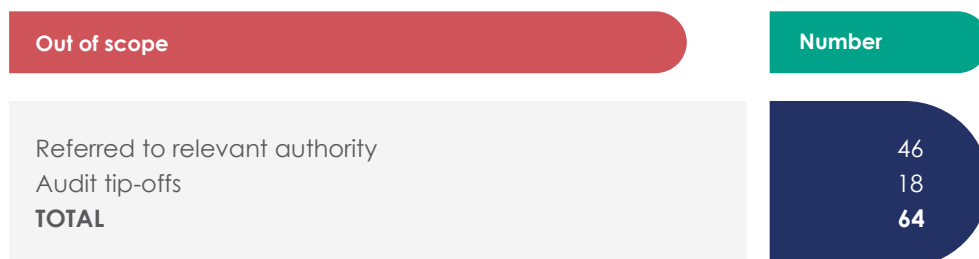 Out of scope Number
Referred to relevant authority 46
Audit tip-offs 18
TOTAL 64